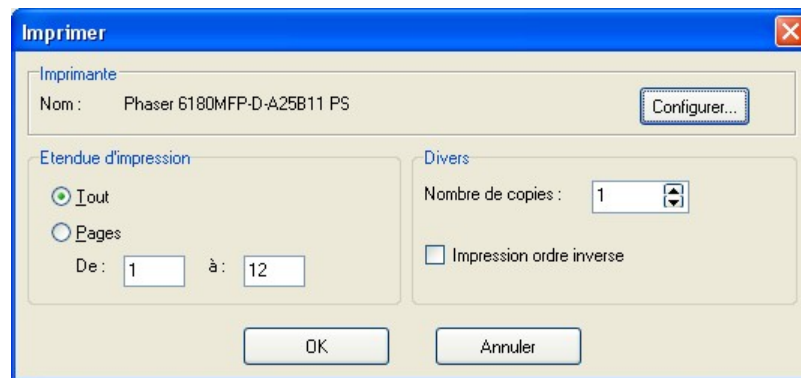 Imprimer
Imprimante
Nom : Phaser 6180MFP-D-A25B11 PS
Configurer...
Etendue d'impression
Tout
Pages
De : 1 à : 12
Divers
Nombre de copies : 1
Impression ordre inverse
OK
Annuler